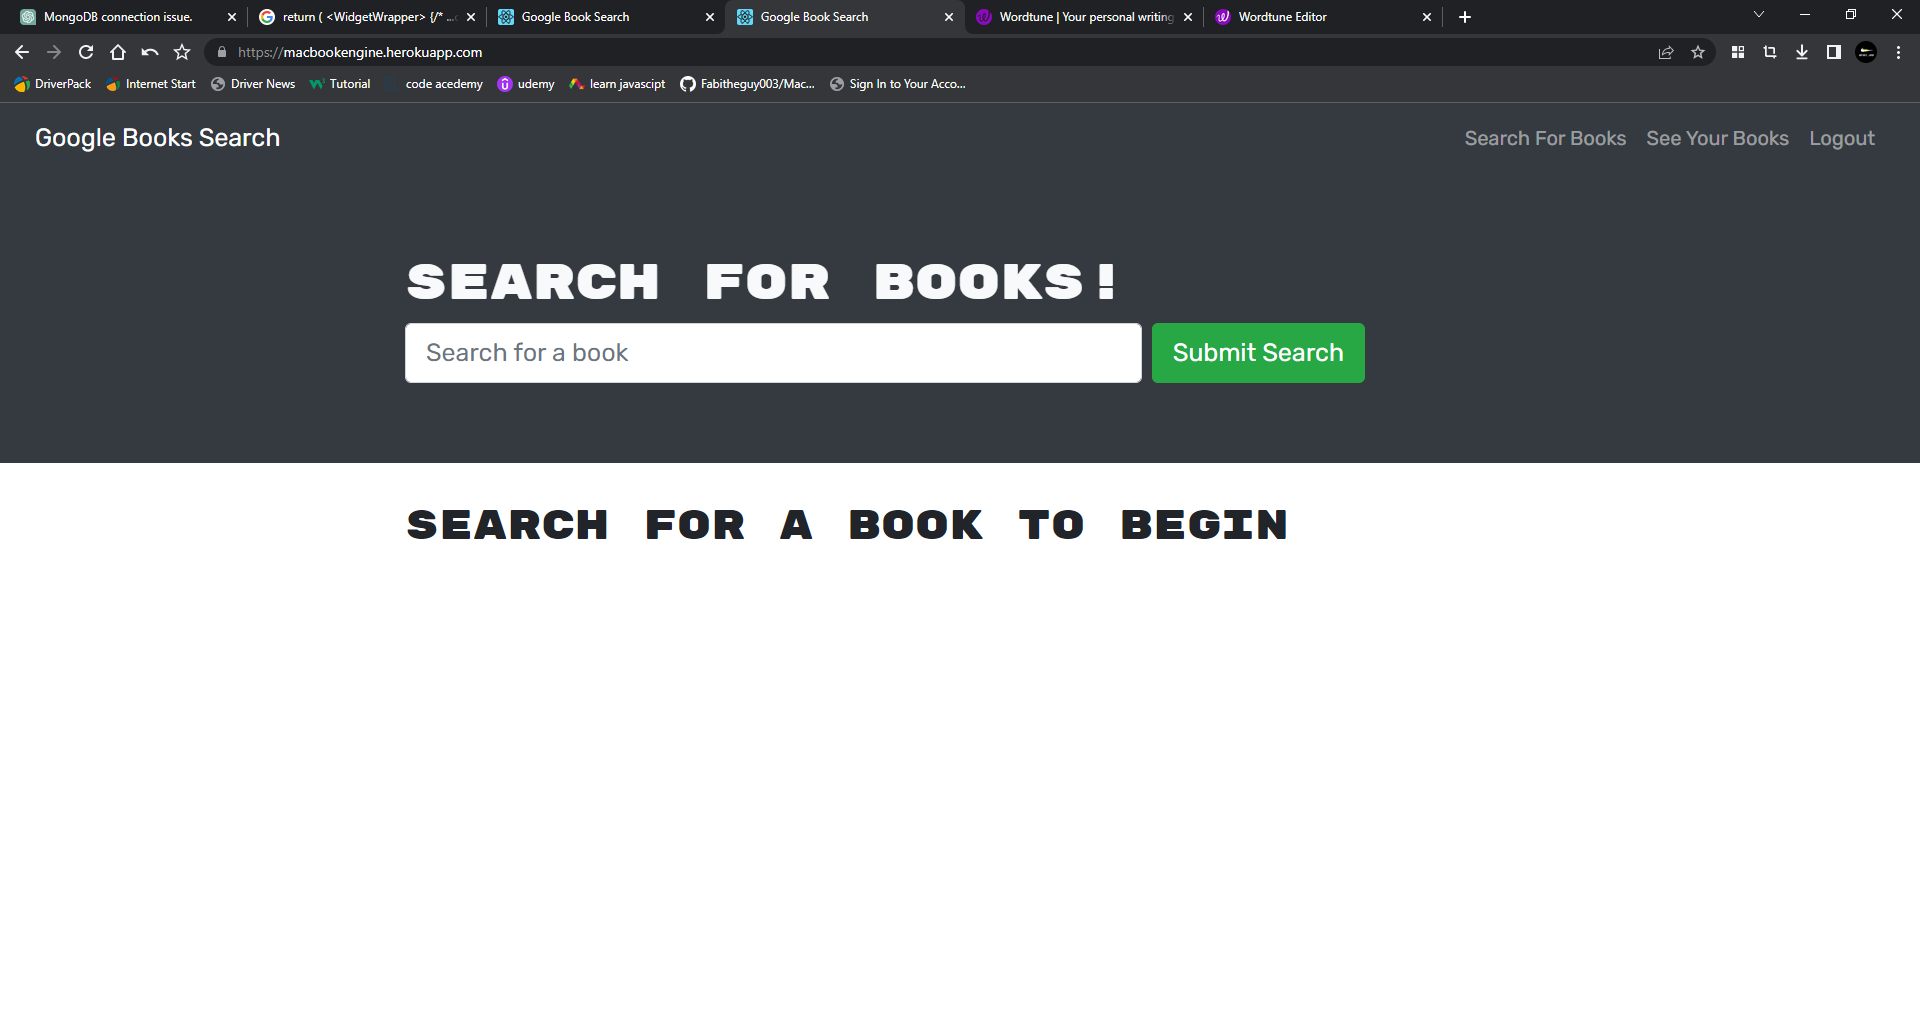 MongoDB connection issue.
return ( <WidgetWrapper> {/* ...
Google Book Search
Google Book Search
Wordtune | Your personal writing
Wordtune Editor
https://macbookengine.herokuapp.com
DriverPack
Internet Start
Driver News
Tutorial
code acedemy
udemy
learn javascipt
Fabitheguy003/Mac...
Sign In to Your Acco...
Google Books Search
Search For Books
See Your Books
Logout
SEARCH FOR BOOKS!
Search for a book
Submit Search
SEARCH FOR A BOOK TO BEGIN